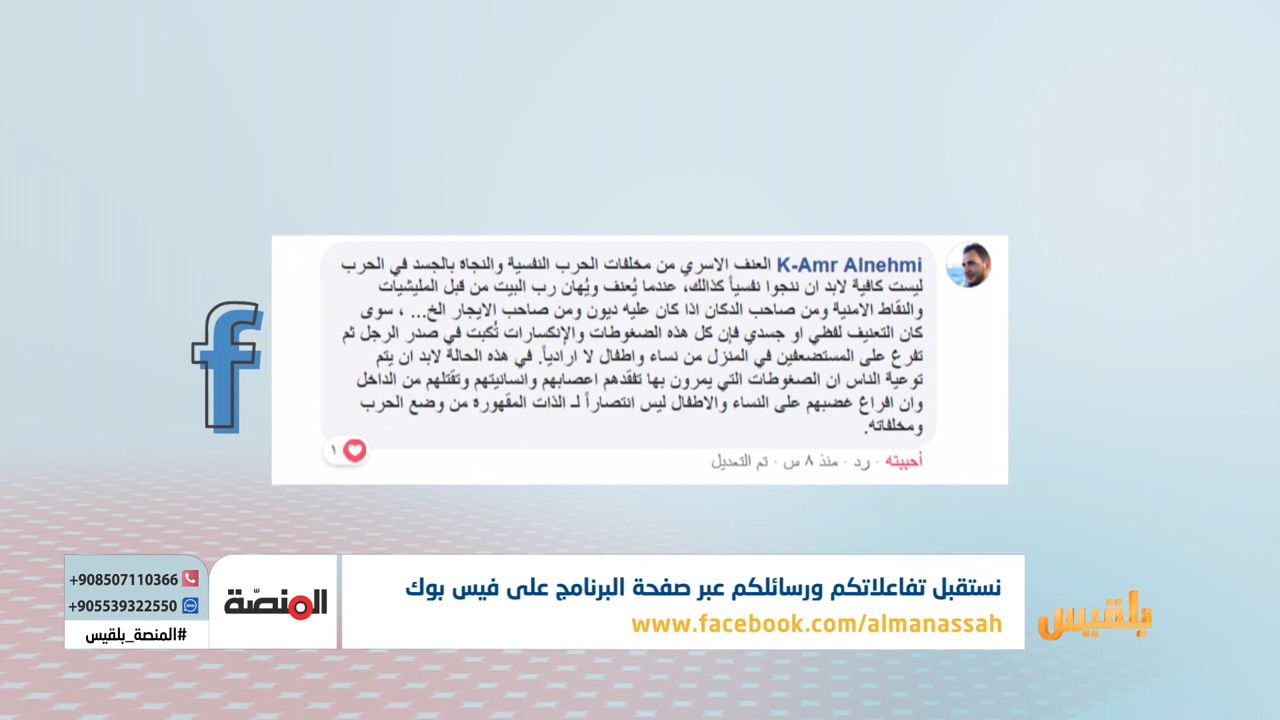 K-Amr Alnehmi العنف الاسري من مخلفات الحرب النفسية والنجاة بالجسد في الحرب
ليست كافية لابد ان ننجوا نفسياً كذالك، عندما يُعنف ويُهان رب البيت من قبل المليشيات
والنقاط الامنية ومن صاحب الدكان اذا كان عليه ديون ومن صاحب الايجار الخ... ، سوى
كان التعنيف لفظي او جسدي فإن كل هذه الضغوطات والإنكسارات تُكبت في صدر الرجل ثم
تفرغ على المستضعفين في المنزل من نساء واطفال لا ارادياً. في هذه الحالة لابد ان يتم
توعية الناس ان الضغوطات التي يمرون بها تفقدهم اعصابهم وانسانيتهم وتقتلهم من الداخل
وان افراغ غضبهم على النساء والاطفال ليس انتصاراً لـ الذات المقهورة من وضع الحرب
ومخلفاته.
١
أحببته · رد · منذ ٨ س · تم التعديل
نستقبل تفاعلاتكم ورسائلكم عبر صفحة البرنامج على فيس بوك
www.facebook.com/almanassah
المنصّة
+908507110366
+905539322550
#المنصة_بلقيس
بلقيس